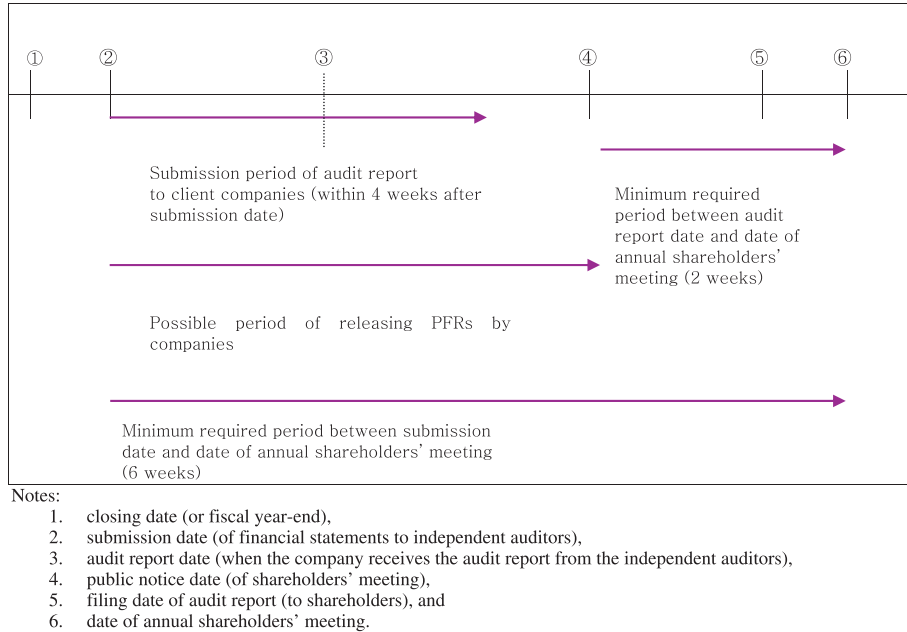 ① ② ③ ④ ⑤ ⑥
Submission period of audit report
to client companies (within 4 weeks after
submission date)
Minimum required
period between audit
report date and date of
annual shareholders’
meeting (2 weeks)
Possible period of releasing PFRs by
companies
Minimum required period between submission
date and date of annual shareholders’ meeting
(6 weeks)
Notes:
1. closing date (or fiscal year-end),
2. submission date (of financial statements to independent auditors),
3. audit report date (when the company receives the audit report from the independent auditors),
4. public notice date (of shareholders’ meeting),
5. filing date of audit report (to shareholders), and
6. date of annual shareholders’ meeting.